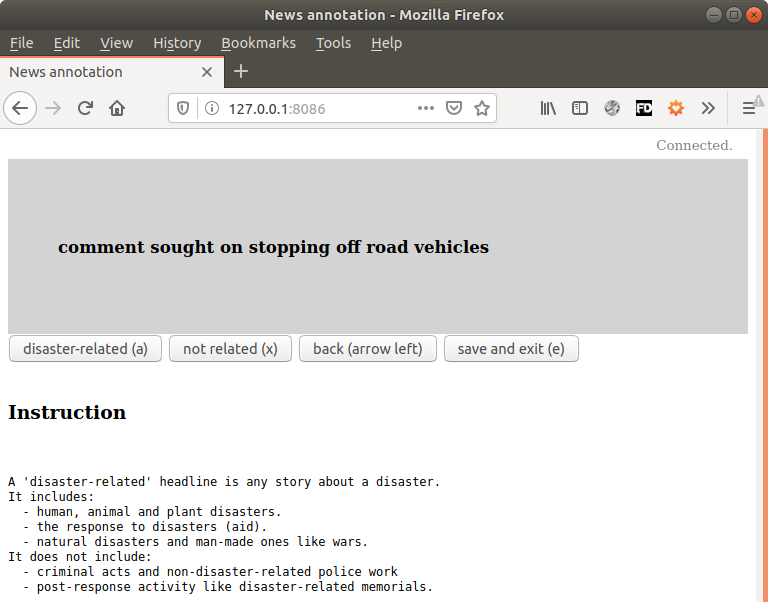 News annotation - Mozilla Firefox
File Edit View History Bookmarks Tools Help
News annotation
127.0.0.1:8086
FD
Connected.
comment sought on stopping off road vehicles
disaster-related (a) not related (x) back (arrow left) save and exit (e)
Instruction
A 'disaster-related' headline is any story about a disaster.
It includes:
- human, animal and plant disasters.
- the response to disasters (aid).
- natural disasters and man-made ones like wars.
It does not include:
- criminal acts and non-disaster-related police work
- post-response activity like disaster-related memorials.